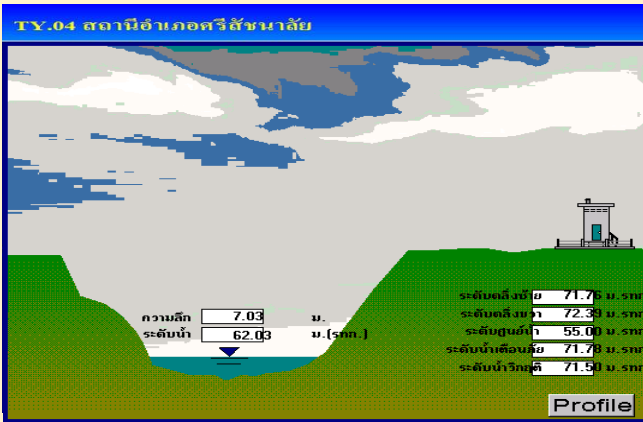 TY.04 สถานีอำเภอศรีสัชนาลัย
ความลึก 7.03 ม.
ระดับน้ำ 62.03 ม.(รทก.)
ระดับตลิ่งซ้าย 71.76 ม.รทก
ระดับตลิ่งขวา 72.39 ม.รทก
ระดับศูนย์น้ำ 55.00 ม.รทก
ระดับน้ำเตือนภัย 71.78 ม.รทก
ระดับน้ำวิกฤติ 71.50 ม.รทก
Profile